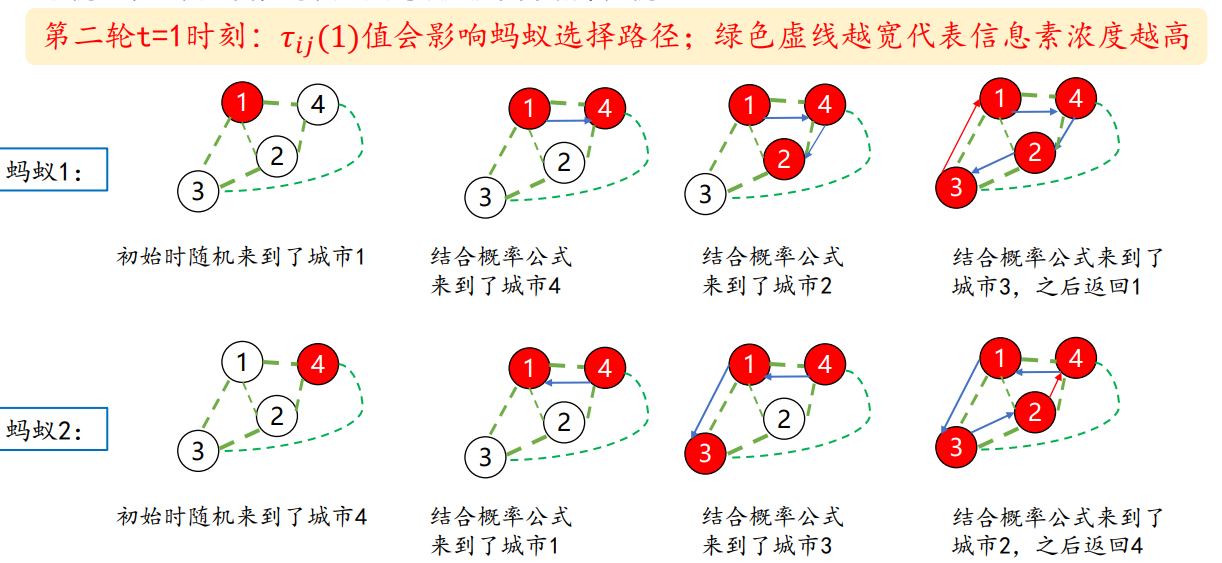 第二轮t=1时刻：τij(1)值会影响蚂蚁选择路径；绿色虚线越宽代表信息素浓度越高
蚂蚁1：
1 4 2 3
1 4 2 3
1 4 2 3
1 4 2 3
初始时随机来到了城市1
结合概率公式
来到了城市4
结合概率公式
来到了城市2
结合概率公式来到了
城市3，之后返回1
蚂蚁2：
1 4 2 3
1 4 2 3
1 4 2 3
1 4 2 3
初始时随机来到了城市4
结合概率公式
来到了城市1
结合概率公式
来到了城市3
结合概率公式来到了
城市2，之后返回4